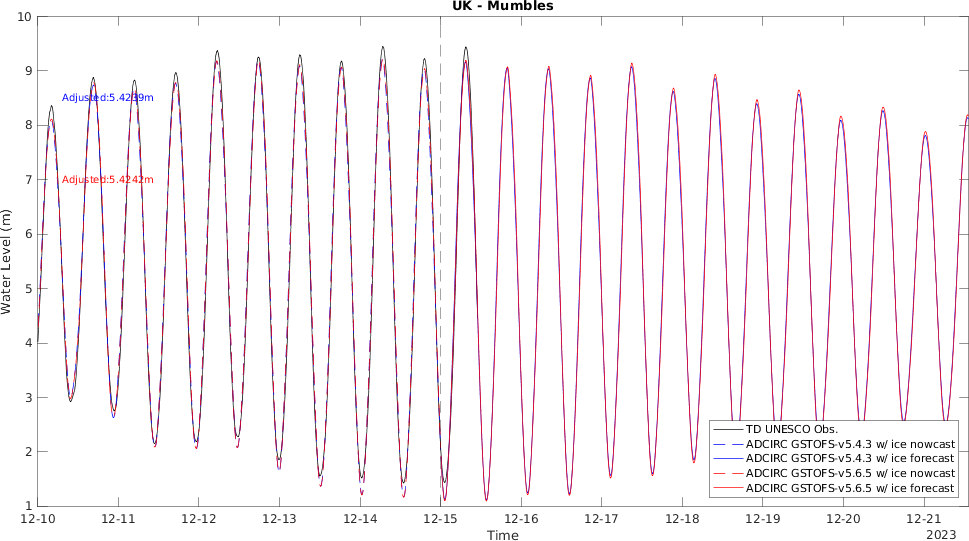 UK - Mumbles
10
9
8
7
6
5
4
3
2
1
Water Level (m)
Adjusted:5.4239m
Adjusted:5.4242m
TD UNESCO Obs.
ADCIRC GSTOFS-v5.4.3 w/ ice nowcast
ADCIRC GSTOFS-v5.4.3 w/ ice forecast
ADCIRC GSTOFS-v5.6.5 w/ ice nowcast
ADCIRC GSTOFS-v5.6.5 w/ ice forecast
12-10 12-11 12-12 12-13 12-14 12-15 12-16 12-17 12-18 12-19 12-20 12-21
Time
2023